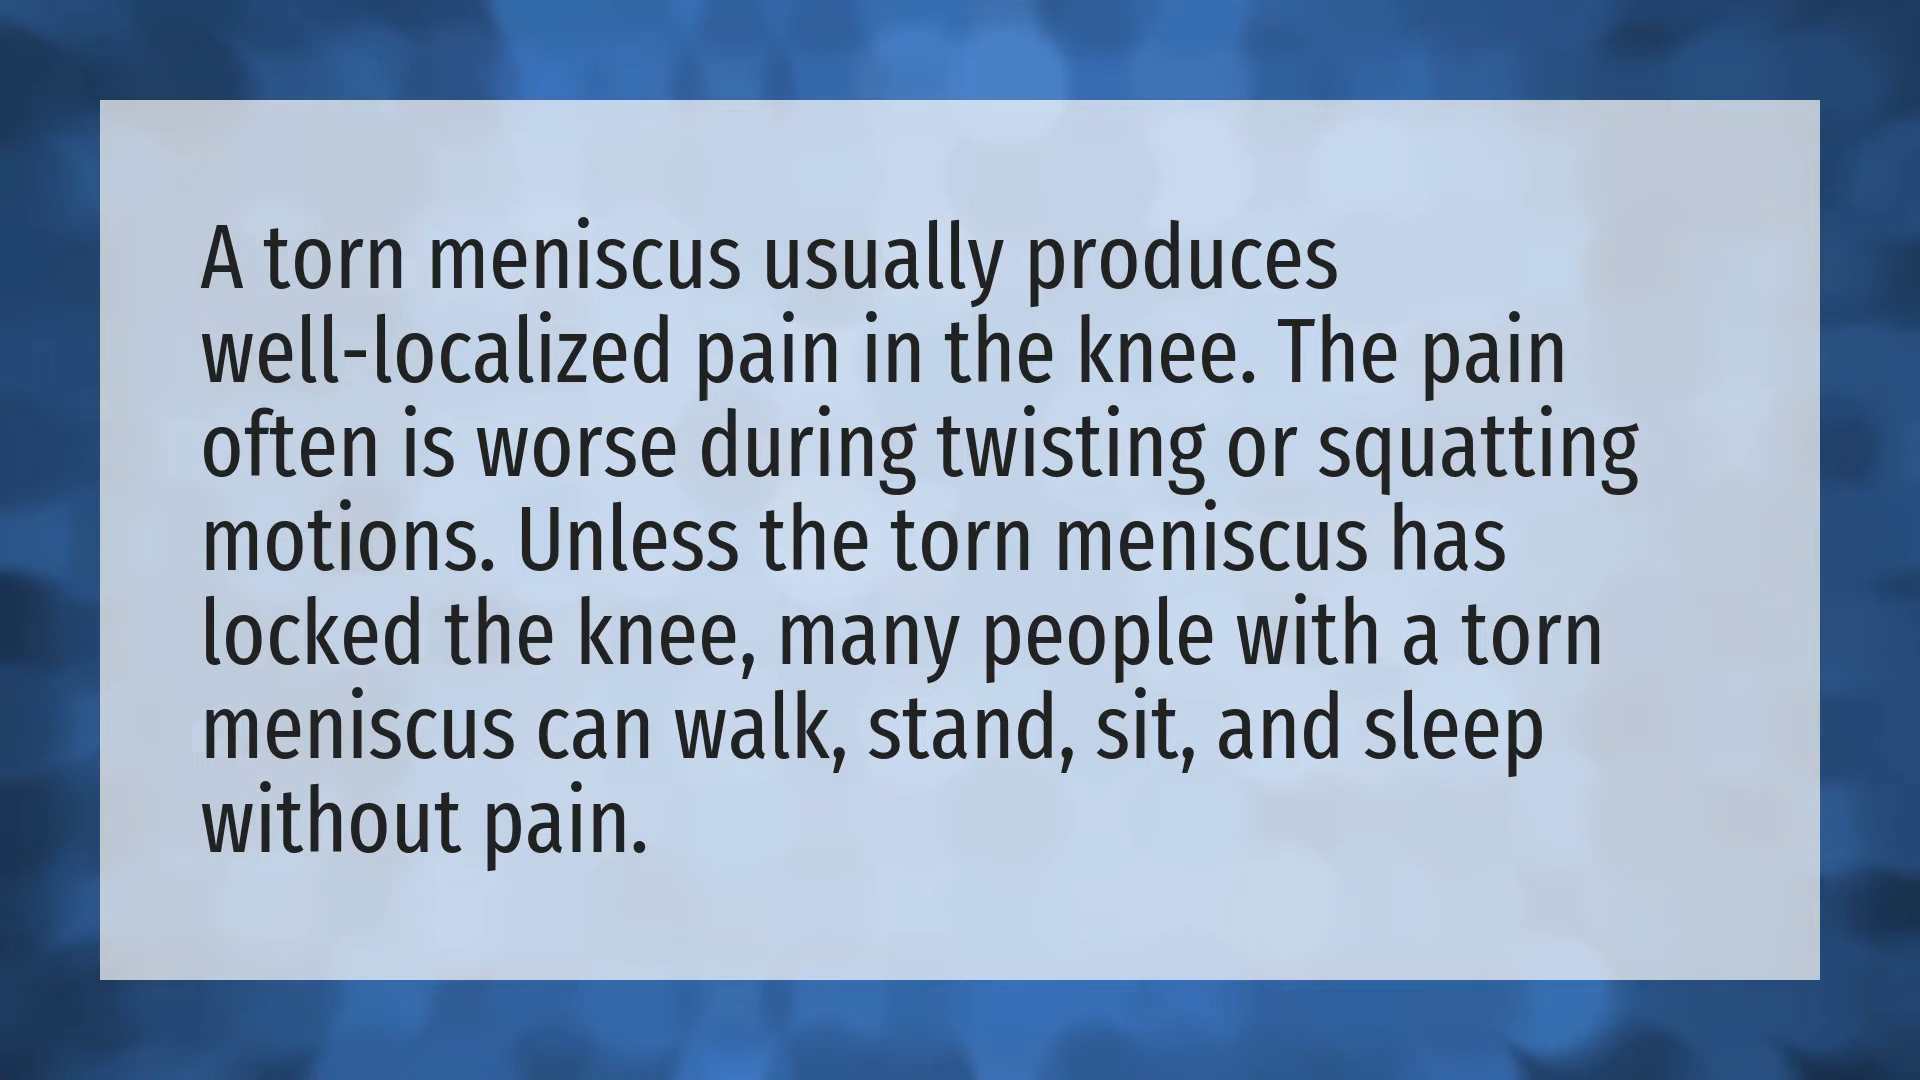 A torn meniscus usually produces
well-localized pain in the knee. The pain
often is worse during twisting or squatting
motions. Unless the torn meniscus has
locked the knee, many people with a torn
meniscus can walk, stand, sit, and sleep
without pain.